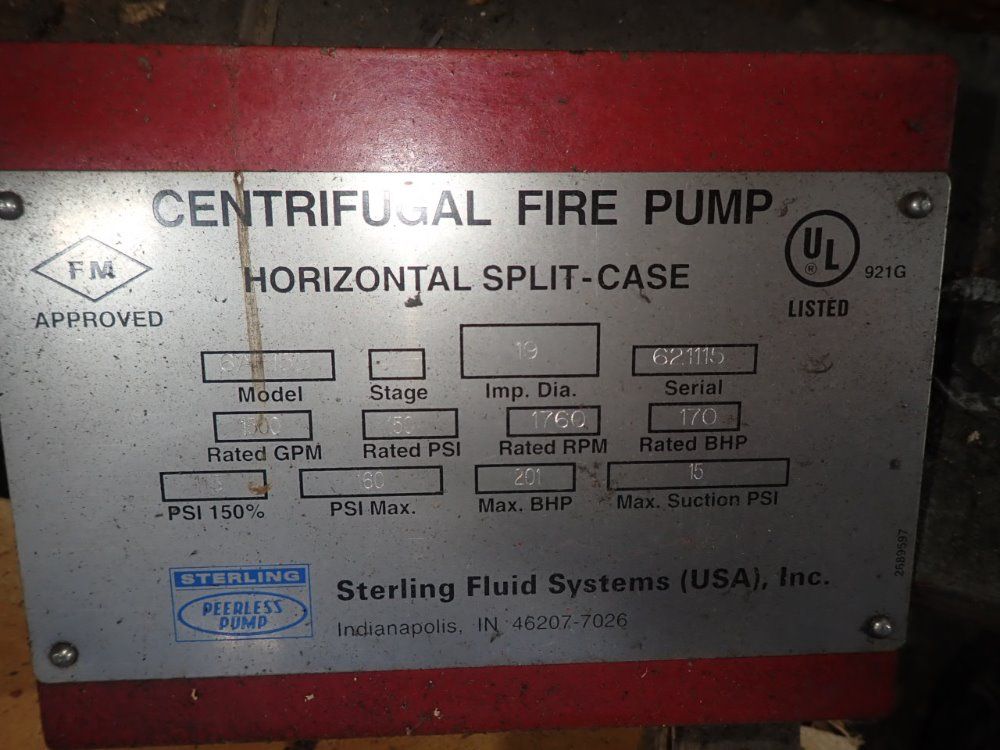 CENTRIFUGAL FIRE PUMP
FM
APPROVED
HORIZONTAL SPLIT-CASE
UL
®
LISTED
921G
19
621115
Model Stage Imp. Dia. Serial
1760 170
Rated GPM Rated PSI Rated RPM Rated BHP
160 201 15
PSI 150% PSI Max. Max. BHP Max. Suction PSI
2689597
STERLING
PEERLESS
PUMP
Sterling Fluid Systems (USA), Inc.
Indianapolis, IN 46207-7026